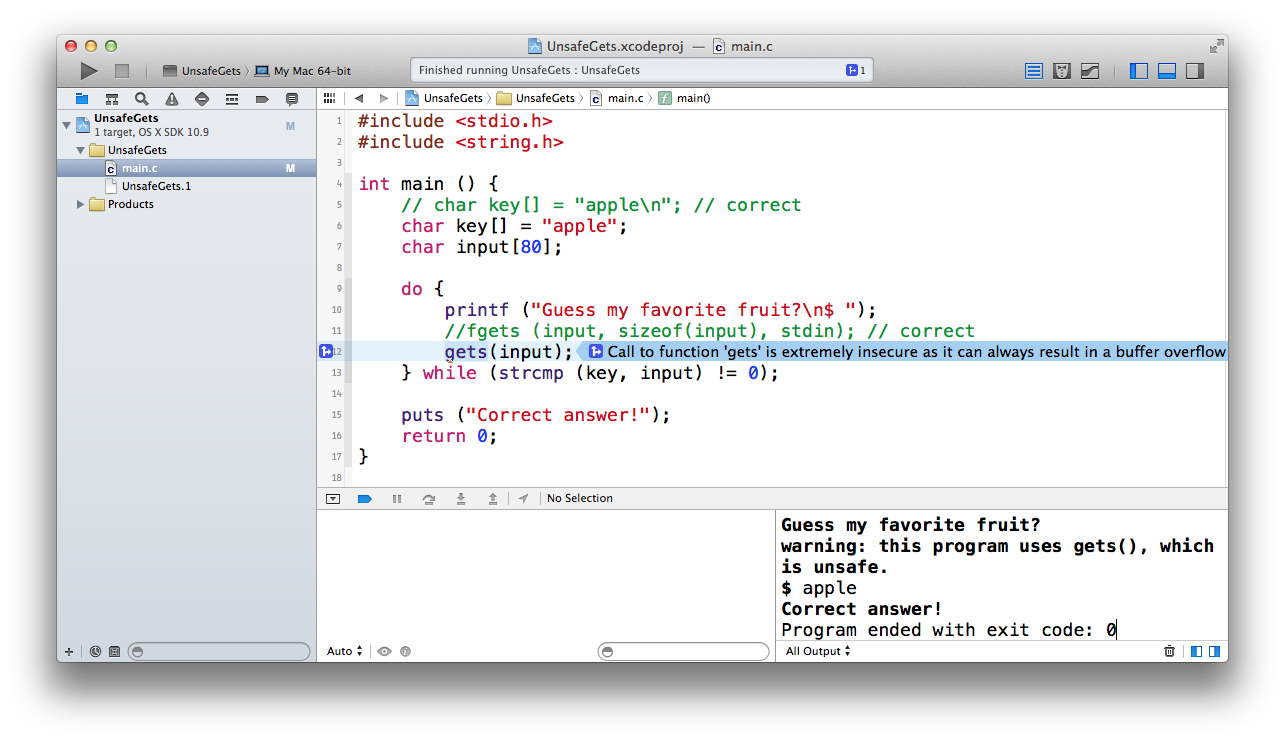 UnsafeGets.xcodeproj — main.c
UnsafeGets My Mac 64-bit
Finished running UnsafeGets : UnsafeGets 1
UnsafeGets UnsafeGets main.c main()
UnsafeGets
1 target, OS X SDK 10.9 M
UnsafeGets
main.c M
UnsafeGets.1
Products
1 #include <stdio.h>
2 #include <string.h>
3
4 int main () {
5 // char key[] = "apple\n"; // correct
6 char key[] = "apple";
7 char input[80];
8
9 do {
10 printf ("Guess my favorite fruit?\n$ ");
11 //fgets (input, sizeof(input), stdin); // correct
12 gets(input); Call to function 'gets' is extremely insecure as it can always result in a buffer overflow
13 } while (strcmp (key, input) != 0);
14
15 puts ("Correct answer!");
16 return 0;
17 }
18
No Selection
Guess my favorite fruit?
warning: this program uses gets(), which
is unsafe.
$ apple
Correct answer!
Program ended with exit code: 0
Auto
All Output